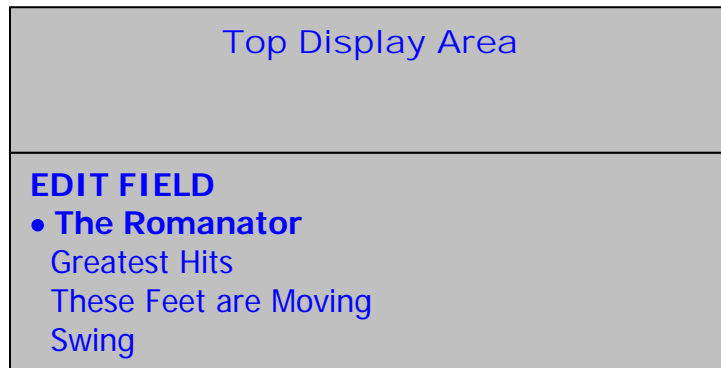 Top Display Area
EDIT FIELD
• The Romanator
Greatest Hits
These Feet are Moving
Swing